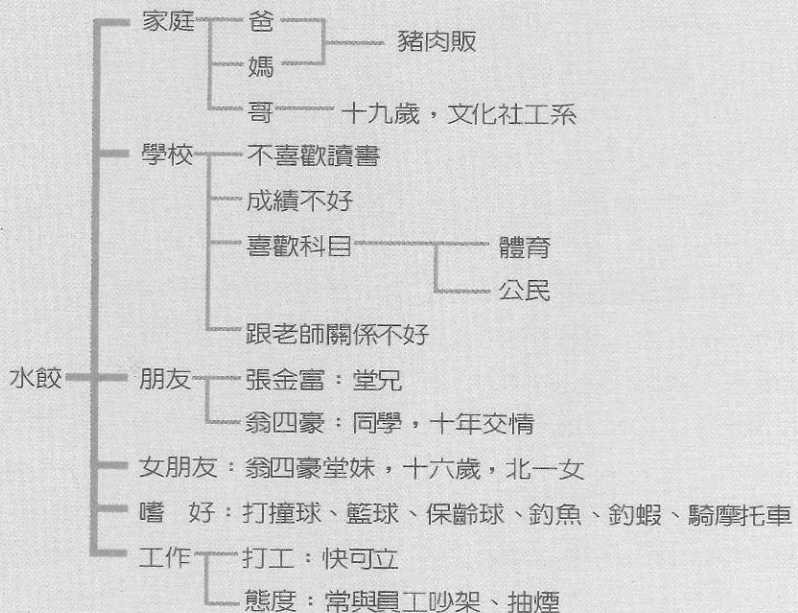 家庭 爸
豬肉販
媽
哥 十九歲，文化社工系
學校 不喜歡讀書
成績不好
喜歡科目 體育
公民
跟老師關係不好
水餃 朋友 張金富：堂兄
翁四豪：同學，十年交情
女朋友：翁四豪堂妹，十六歲，北一女
嗜 好：打撞球、籃球、保齡球、釣魚、釣蝦、騎摩托車
工作 打工：快可立
態度：常與員工吵架、抽煙